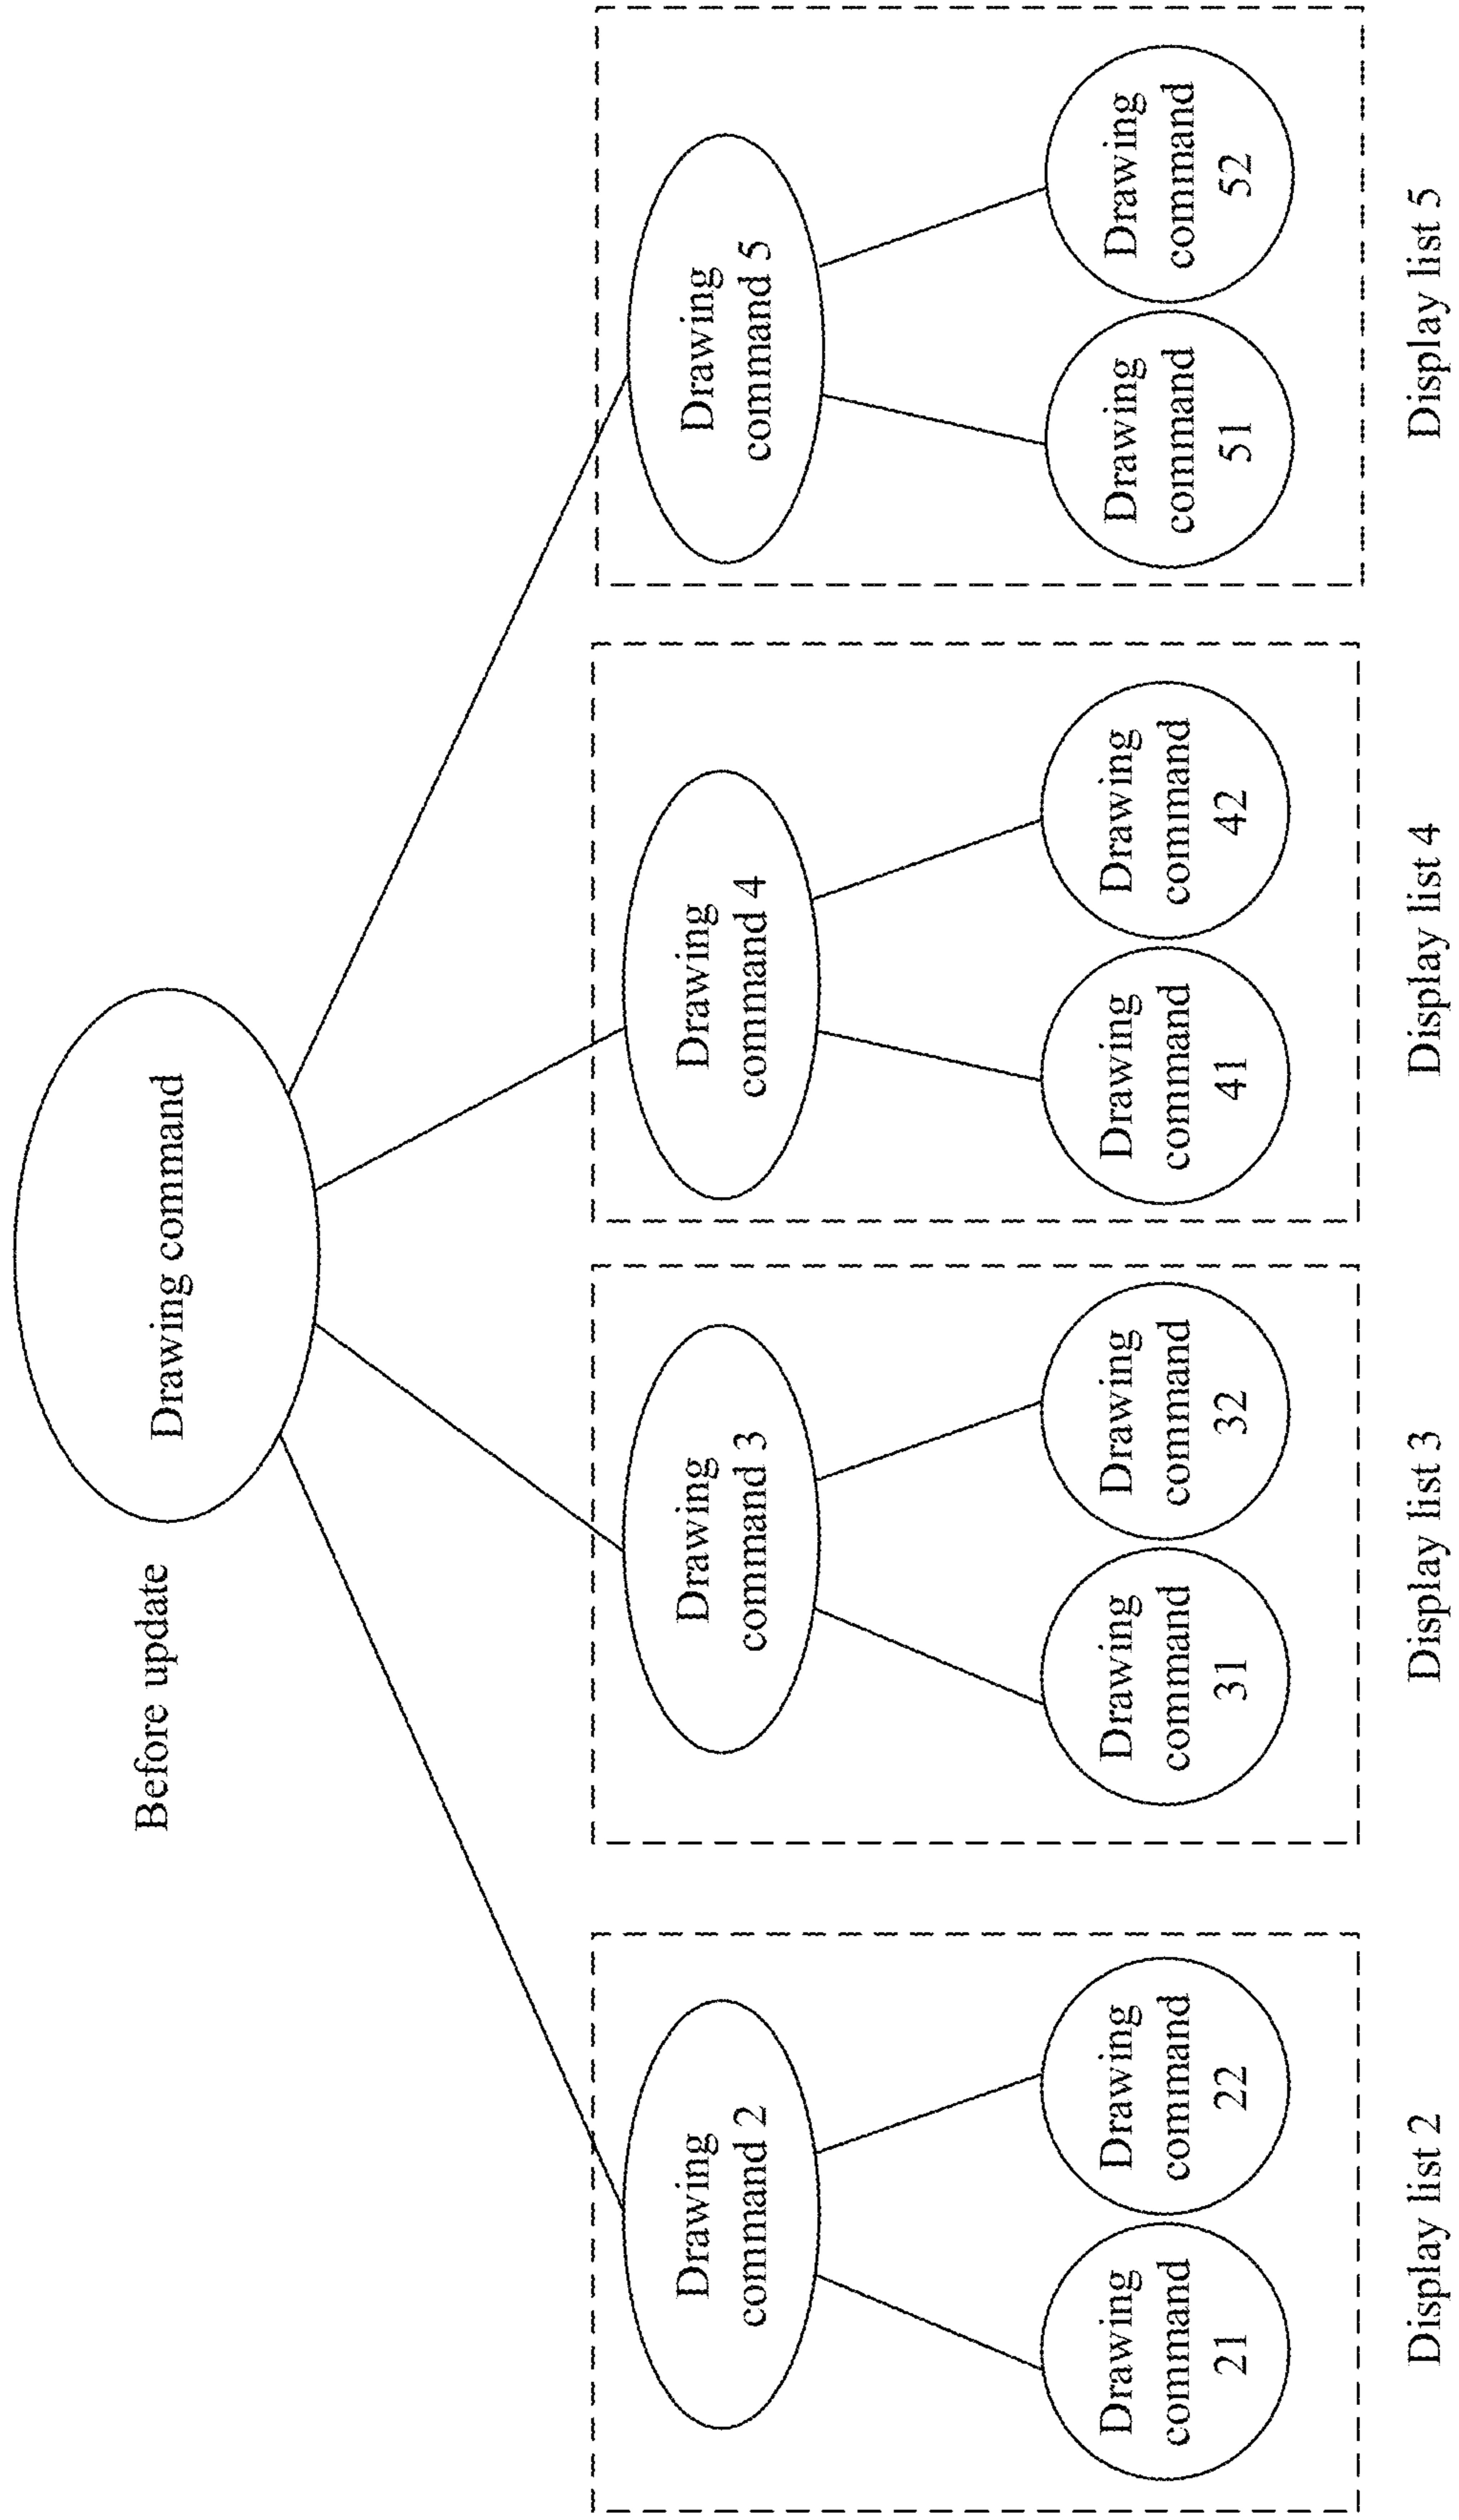 Before update
Drawing command
Drawing
command 2
Drawing
command 3
Drawing
command 4
Drawing
command 5
Drawing
command
21
Drawing
command
22
Drawing
command
31
Drawing
command
32
Drawing
command
41
Drawing
command
42
Drawing
command
51
Drawing
command
52
Display list 2
Display list 3
Display list 4
Display list 5